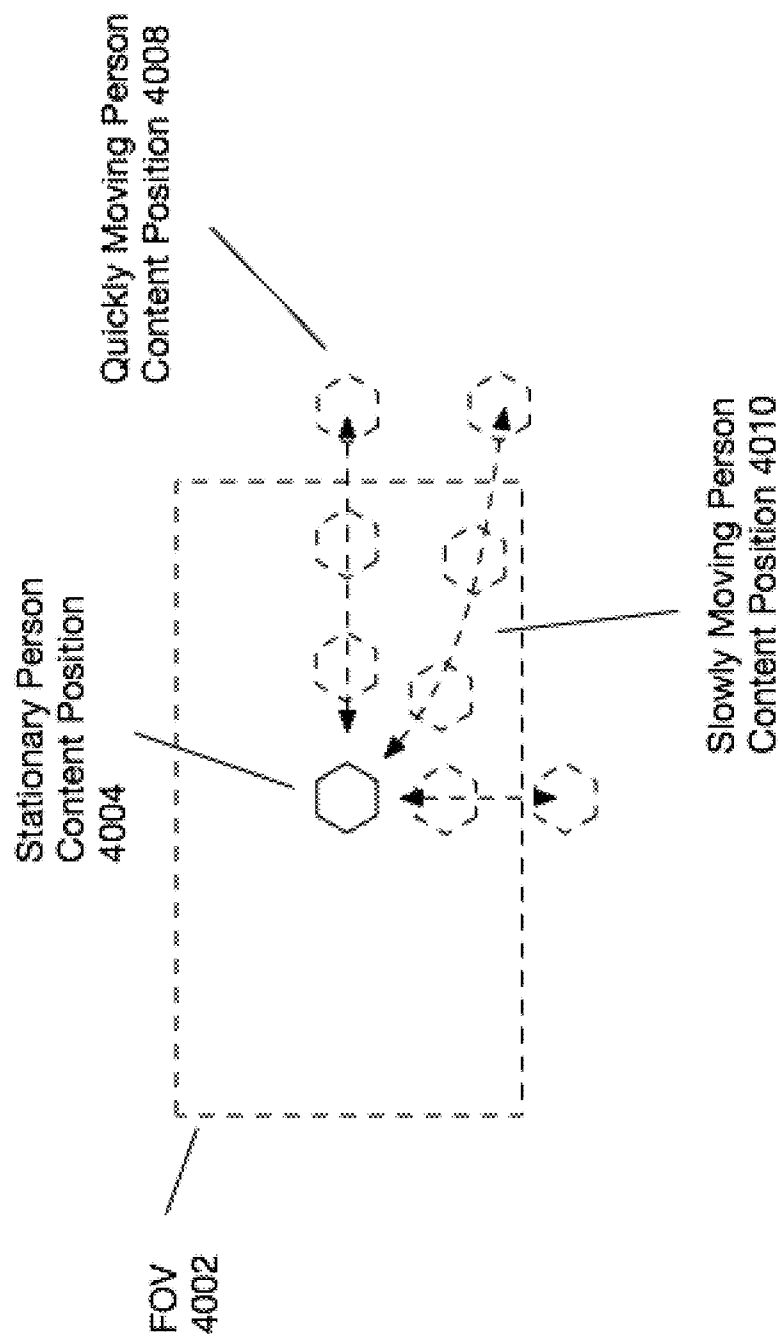 FOV
4002
Stationary Person
Content Position
4004
Quickly Moving Person
Content Position 4008
Slowly Moving Person
Content Position 4010